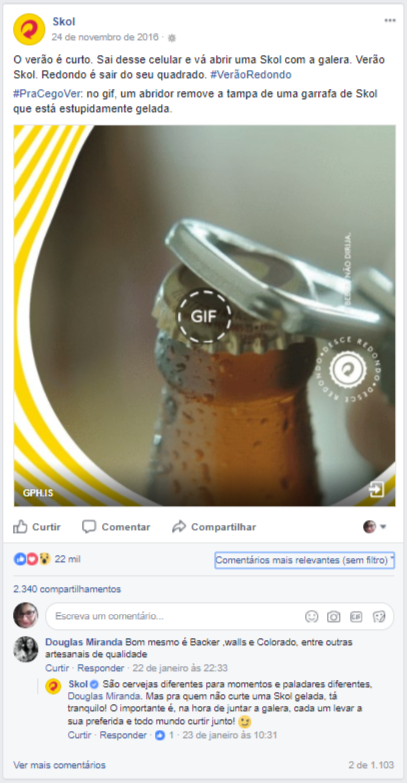 Skol
24 de novembro de 2016 ·
O verão é curto. Sai desse celular e vá abrir uma Skol com a galera. Verão
Skol. Redondo é sair do seu quadrado. #VerãoRedondo
#PraCegoVer: no gif, um abridor remove a tampa de uma garrafa de Skol
que está estupidamente gelada.
SE BEBER NÃO DIRIJA.
GIF
DESCE REDONDO • DESCE REDONDO •
GPH.IS
Curtir Comentar Compartilhar
22 mil Comentários mais relevantes (sem filtro)
2.340 compartilhamentos
Escreva um comentário...
GIF
Douglas Miranda Bom mesmo é Backer ,walls e Colorado, entre outras
artesanais de qualidade
Curtir · Responder · 22 de janeiro às 22:33
Skol São cervejas diferentes para momentos e paladares diferentes,
Douglas Miranda. Mas pra quem não curte uma Skol gelada, tá
tranquilo! O importante é, na hora de juntar a galera, cada um levar a
sua preferida e todo mundo curtir junto! 😉
Curtir · Responder · 1 · 23 de janeiro às 10:31
Ver mais comentários 2 de 1.103